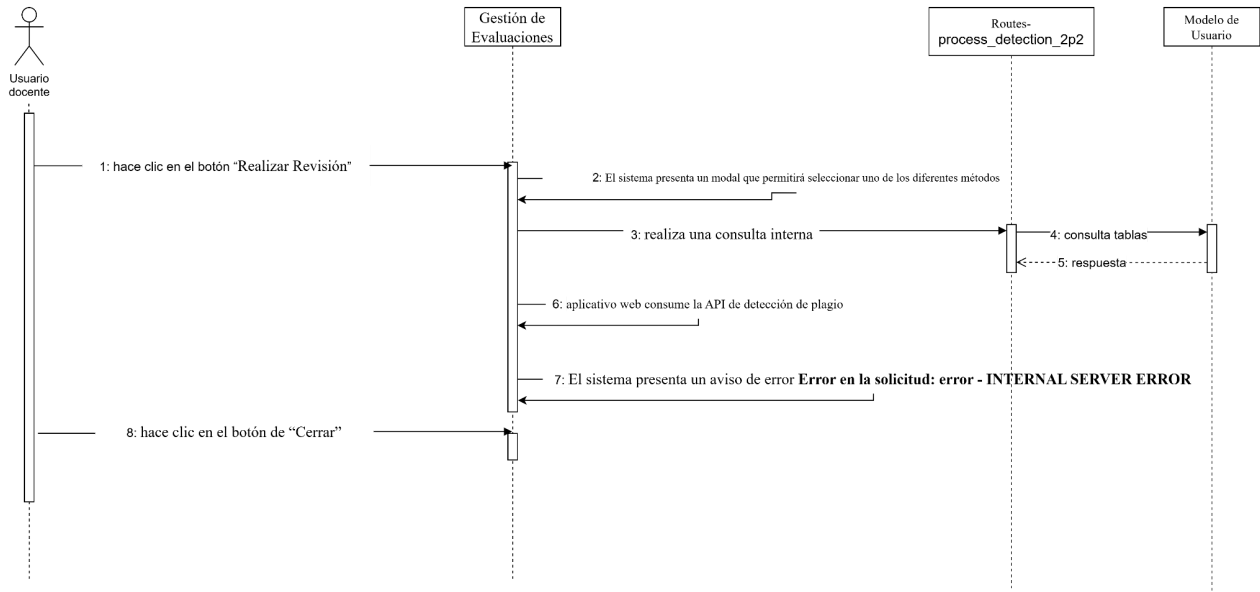 Gestión de
Evaluaciones
Routes-
process_detection_2p2
Modelo de
Usuario
Usuario
docente
1: hace clic en el botón “Realizar Revisión”
2: El sistema presenta un modal que permitirá seleccionar uno de los diferentes métodos
3: realiza una consulta interna
4: consulta tablas
5: respuesta
6: aplicativo web consume la API de detección de plagio
7: El sistema presenta un aviso de error Error en la solicitud: error - INTERNAL SERVER ERROR
8: hace clic en el botón de “Cerrar”